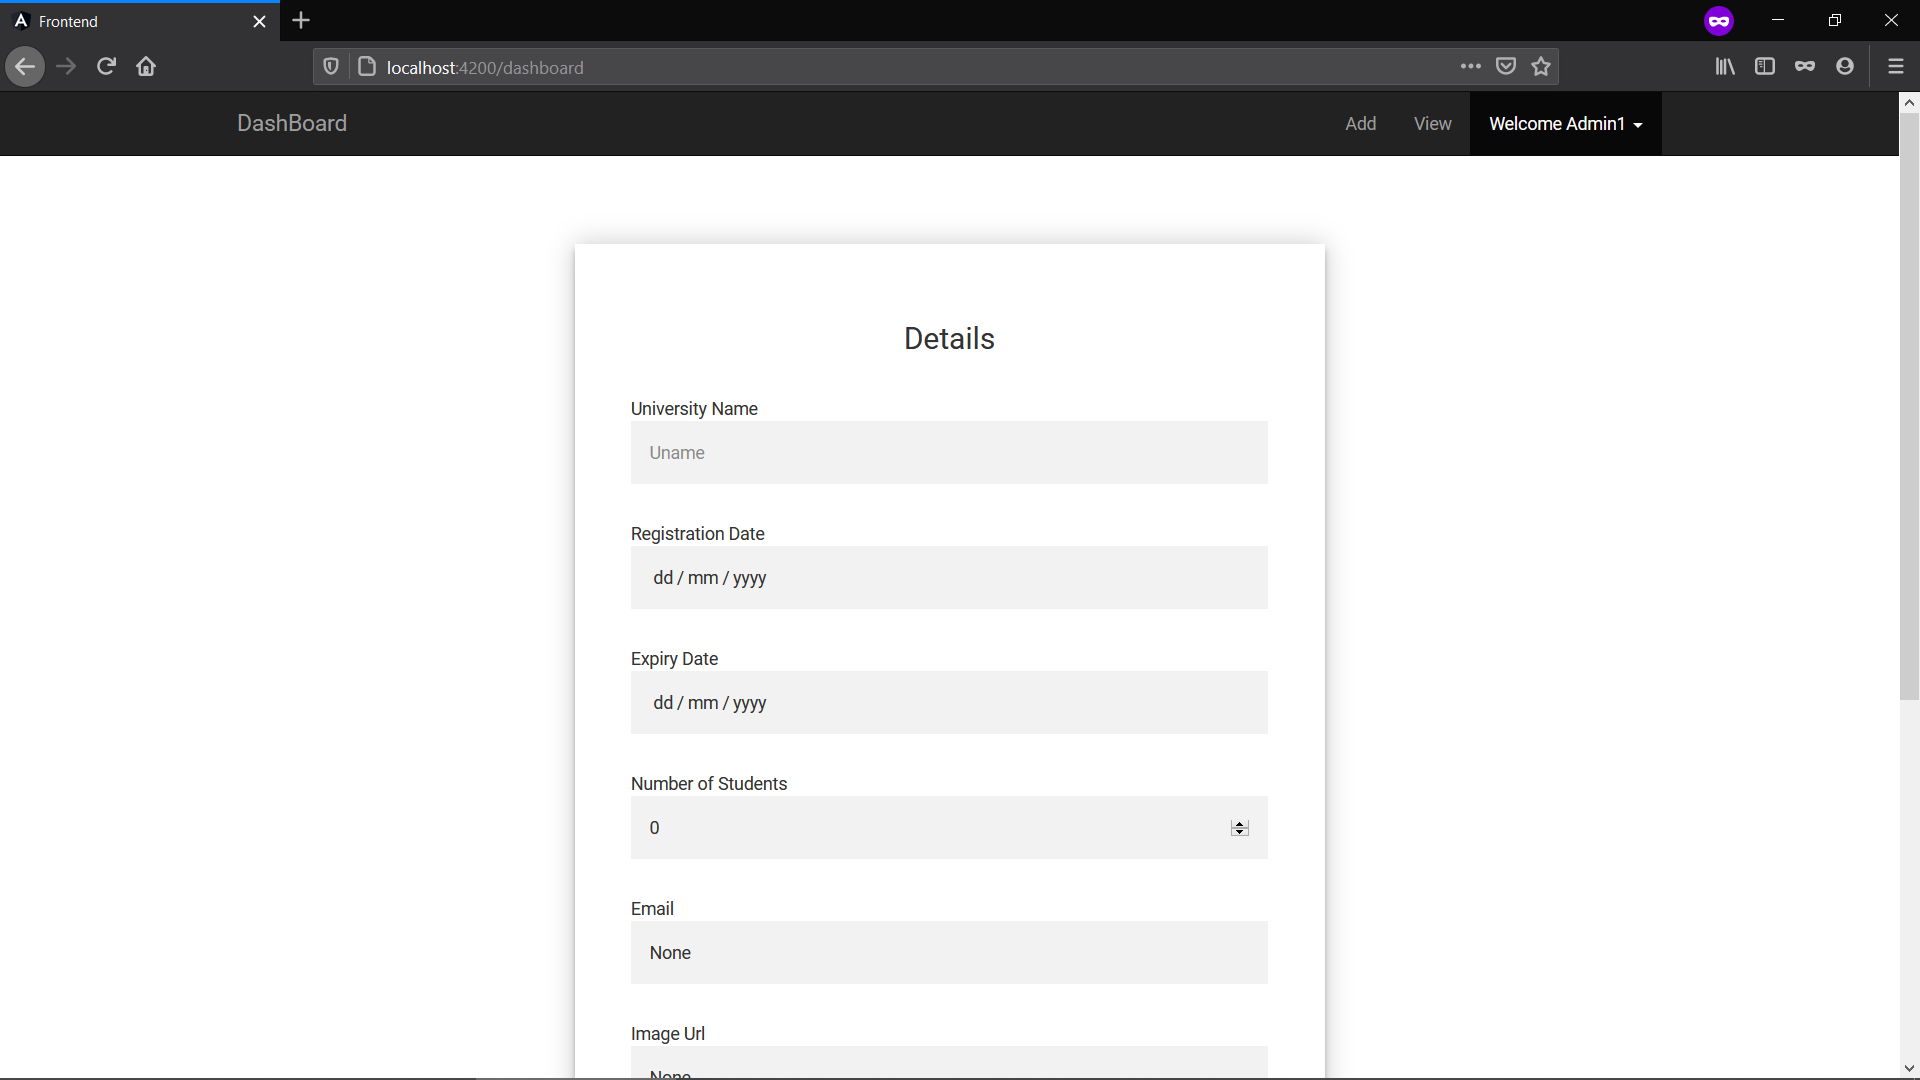 Frontend
localhost:4200/dashboard
DashBoard
Add
View
Welcome Admin1
Details
University Name
Uname
Registration Date
dd / mm / yyyy
Expiry Date
dd / mm / yyyy
Number of Students
0
Email
None
Image Url
None